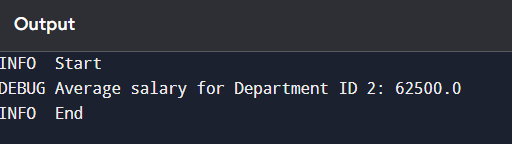 Output
INFO  Start
DEBUG Average salary for Department ID 2: 62500.0
INFO  End